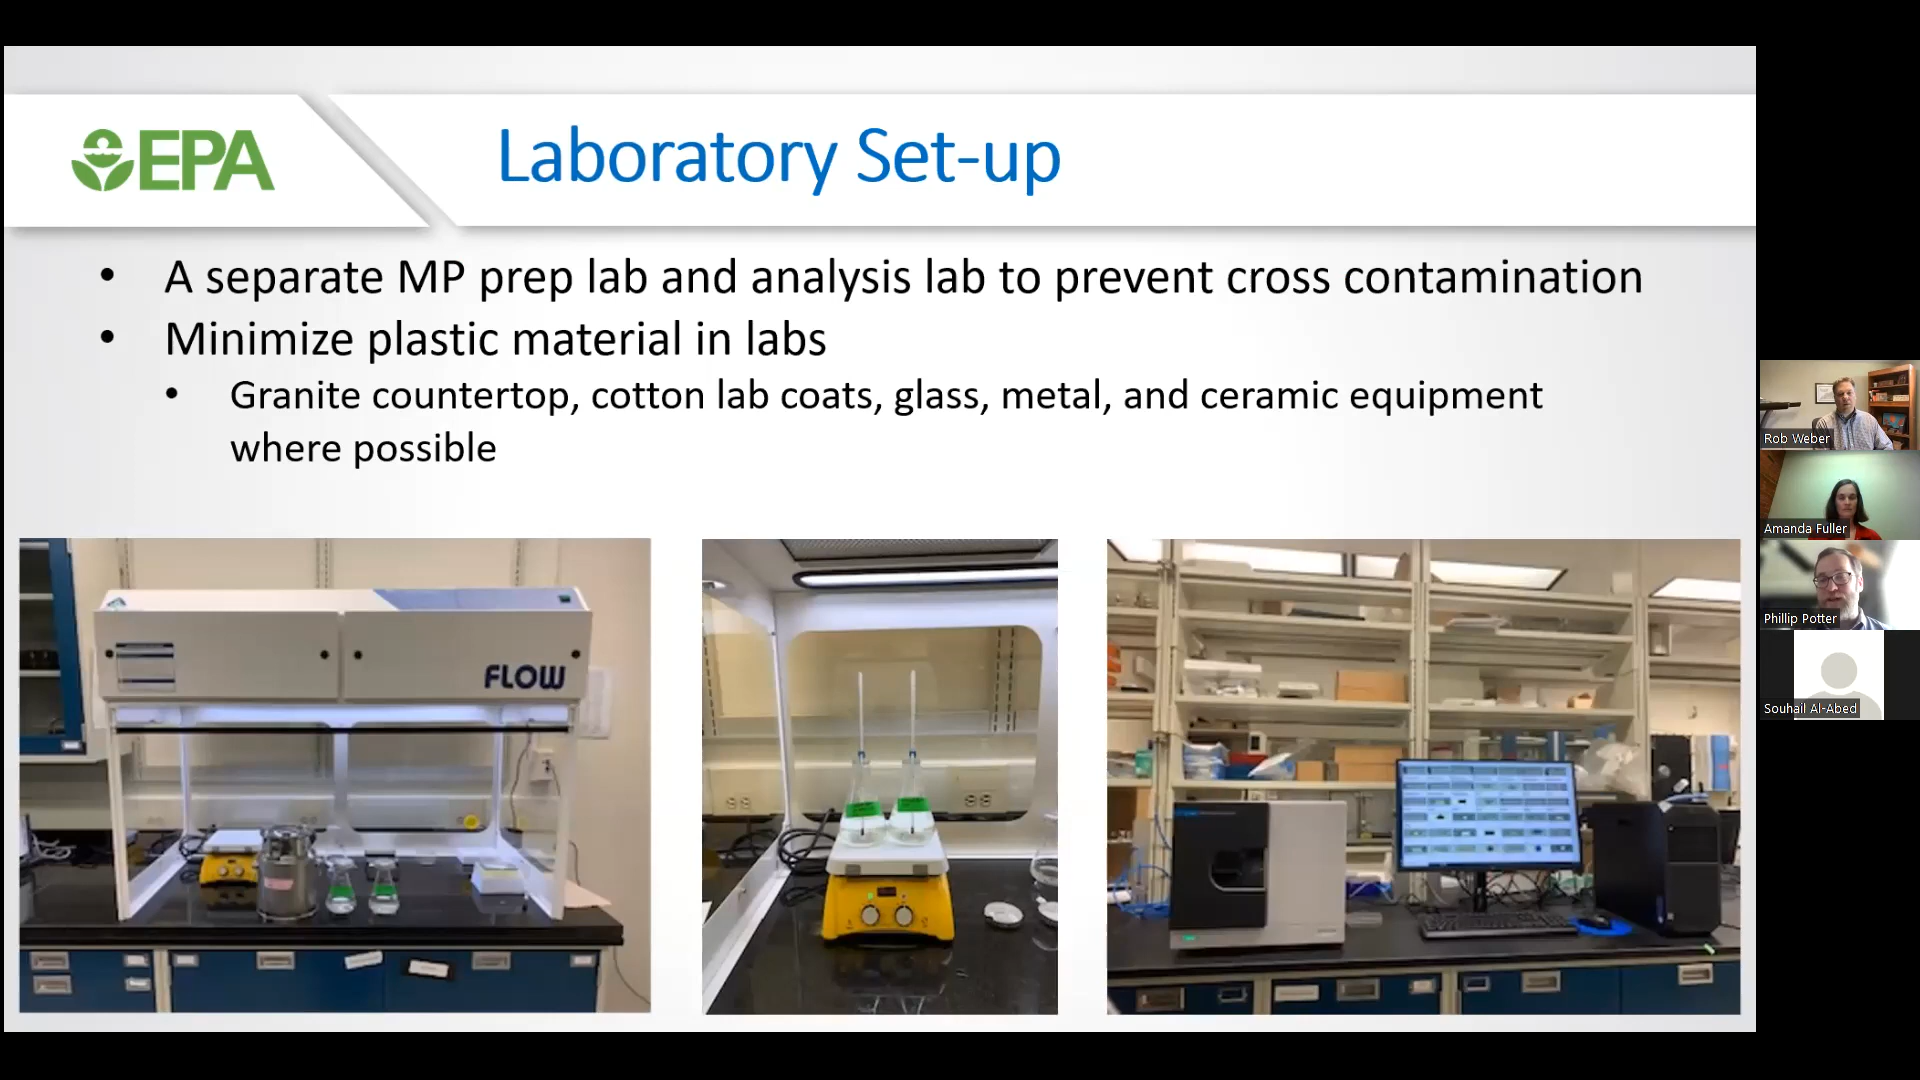 EPA
Laboratory Set-up
• A separate MP prep lab and analysis lab to prevent cross contamination
• Minimize plastic material in labs
• Granite countertop, cotton lab coats, glass, metal, and ceramic equipment
where possible
FLOW
Rob Weber
Amanda Fuller
Phillip Potter
Souhail Al-Abed